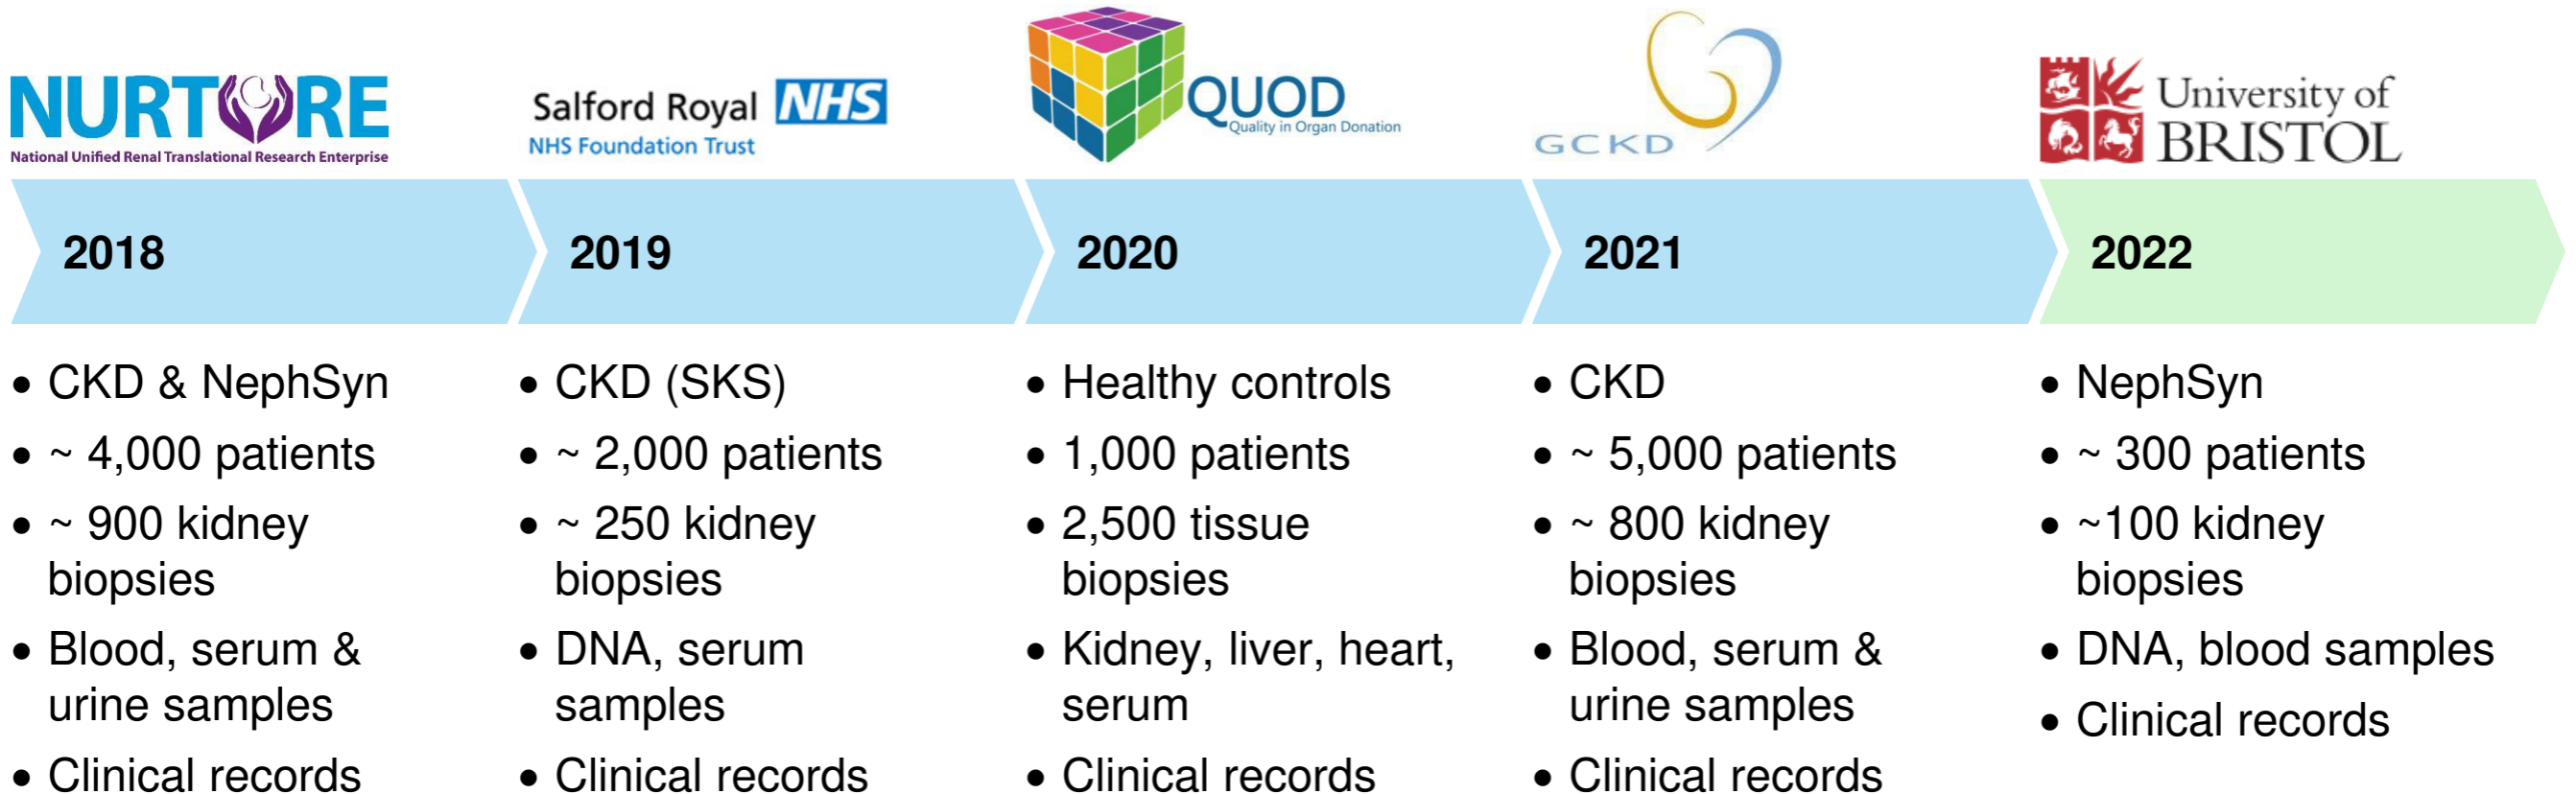 NURTURE
National Unified Renal Translational Research Enterprise
Salford Royal NHS
NHS Foundation Trust
QUOD
Quality in Organ Donation
GCKD
University of
BRISTOL
2018
2019
2020
2021
2022
• CKD & NephSyn
• ~ 4,000 patients
• ~ 900 kidney
biopsies
• Blood, serum &
urine samples
• Clinical records
• CKD (SKS)
• ~ 2,000 patients
• ~ 250 kidney
biopsies
• DNA, serum
samples
• Clinical records
• Healthy controls
• 1,000 patients
• 2,500 tissue
biopsies
• Kidney, liver, heart,
serum
• Clinical records
• CKD
• ~ 5,000 patients
• ~ 800 kidney
biopsies
• Blood, serum &
urine samples
• Clinical records
• NephSyn
• ~ 300 patients
• ~100 kidney
biopsies
• DNA, blood samples
• Clinical records